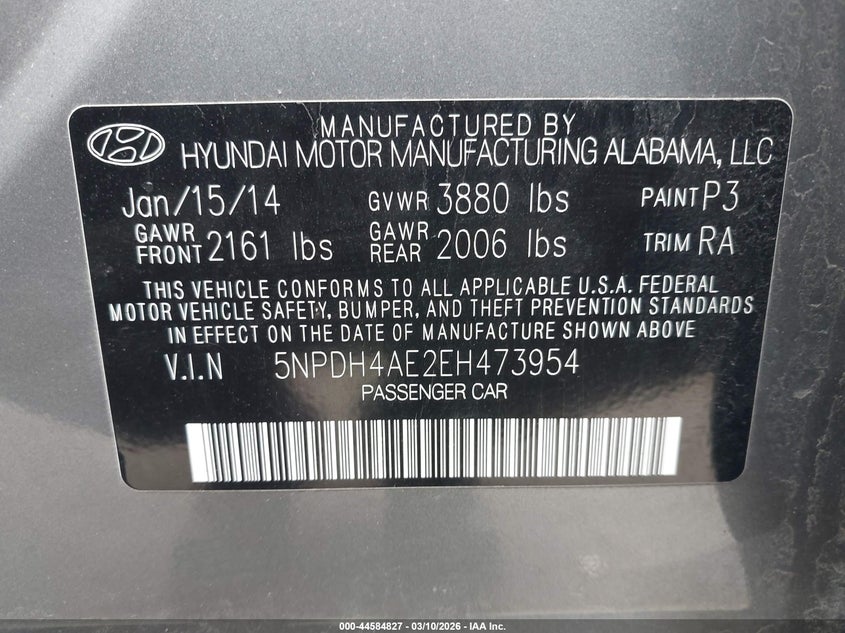 MANUFACTURED BY
HYUNDAI MOTOR MANUFACTURING ALABAMA, LLC
Jan/15/14 GVWR 3880 lbs PAINT P3
GAWR FRONT 2161 lbs GAWR REAR 2006 lbs TRIM RA
THIS VEHICLE CONFORMS TO ALL APPLICABLE U.S.A. FEDERAL
MOTOR VEHICLE SAFETY, BUMPER, AND THEFT PREVENTION STANDARDS
IN EFFECT ON THE DATE OF MANUFACTURE SHOWN ABOVE
V.I.N 5NPDH4AE2EH473954
PASSENGER CAR
000-44584827 - 03/10/2026 - IAA Inc.